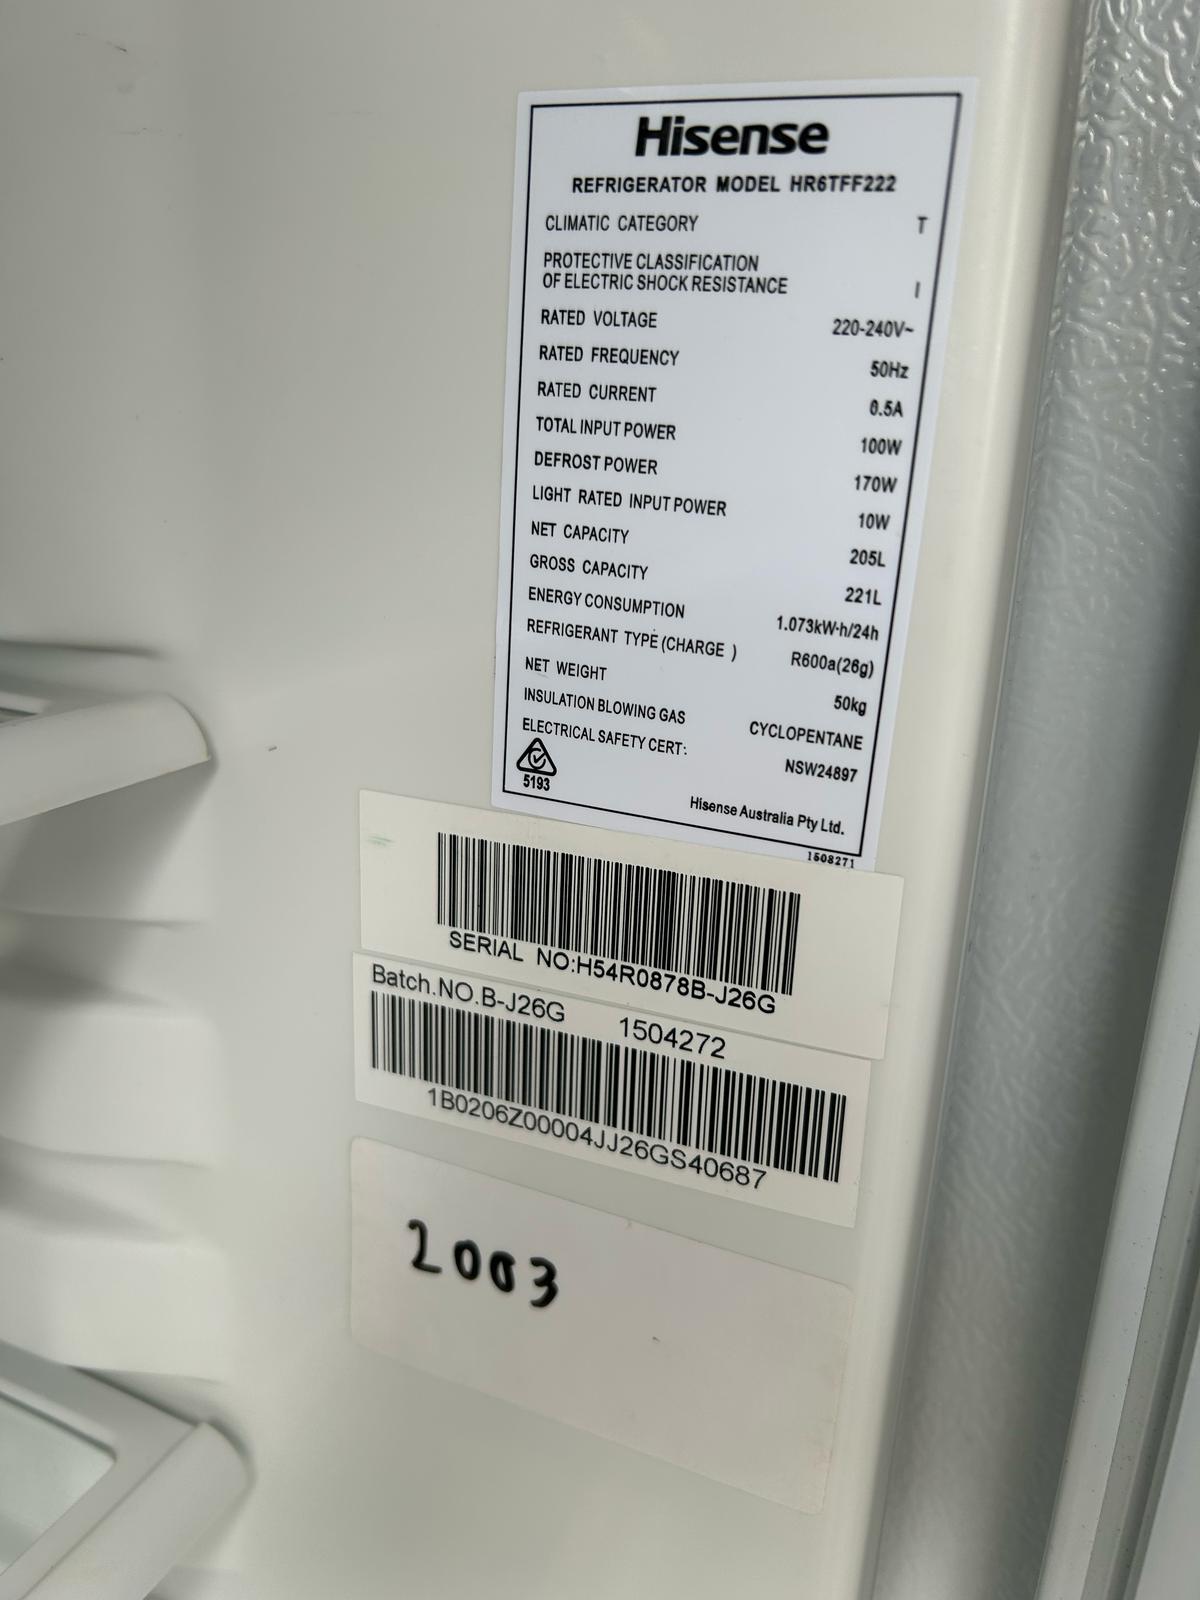 Hisense
REFRIGERATOR MODEL HR6TFF222
CLIMATIC CATEGORY T
PROTECTIVE CLASSIFICATION
OF ELECTRIC SHOCK RESISTANCE I
RATED VOLTAGE 220-240V~
RATED FREQUENCY 50Hz
RATED CURRENT 0.5A
TOTAL INPUT POWER 100W
DEFROST POWER 170W
LIGHT RATED INPUT POWER 10W
NET CAPACITY 205L
GROSS CAPACITY 221L
ENERGY CONSUMPTION 1.073kW·h/24h
REFRIGERANT TYPE (CHARGE ) R600a(26g)
NET WEIGHT 50kg
INSULATION BLOWING GAS CYCLOPENTANE
ELECTRICAL SAFETY CERT: NSW24897
5193
Hisense Australia Pty Ltd.
1508271
SERIAL NO:H54R0878B-J26G
Batch.NO.B-J26G 1504272
1B0206Z00004JJ26GS40687
2003